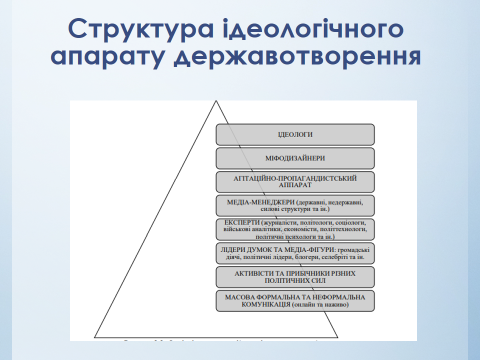 Структура ідеологічного
апарату державотворення
ІДЕОЛОГИ
МІФОДИЗАЙНЕРИ
АГІТАЦІЙНО-ПРОПАГАНДИСТСЬКИЙ
АППАРАТ
МЕДІА-МЕНЕДЖЕРИ (державні, недержавні,
силові структури та ін.)
ЕКСПЕРТИ (журналісти, політологи, соціологи,
військові аналітики, економісти, політтехнологи,
політичні психологи та ін.)
ЛІДЕРИ ДУМОК ТА МЕДІА-ФІГУРИ: громадські
діячі, політичні лідери, блогери, селебріті та ін.
АКТИВІСТИ ТА ПРИБІЧНИКИ РІЗНИХ
ПОЛІТИЧНИХ СИЛ
МАСОВА ФОРМАЛЬНА ТА НЕФОРМАЛЬНА
КОМУНІКАЦІЯ (онлайн та наживо)